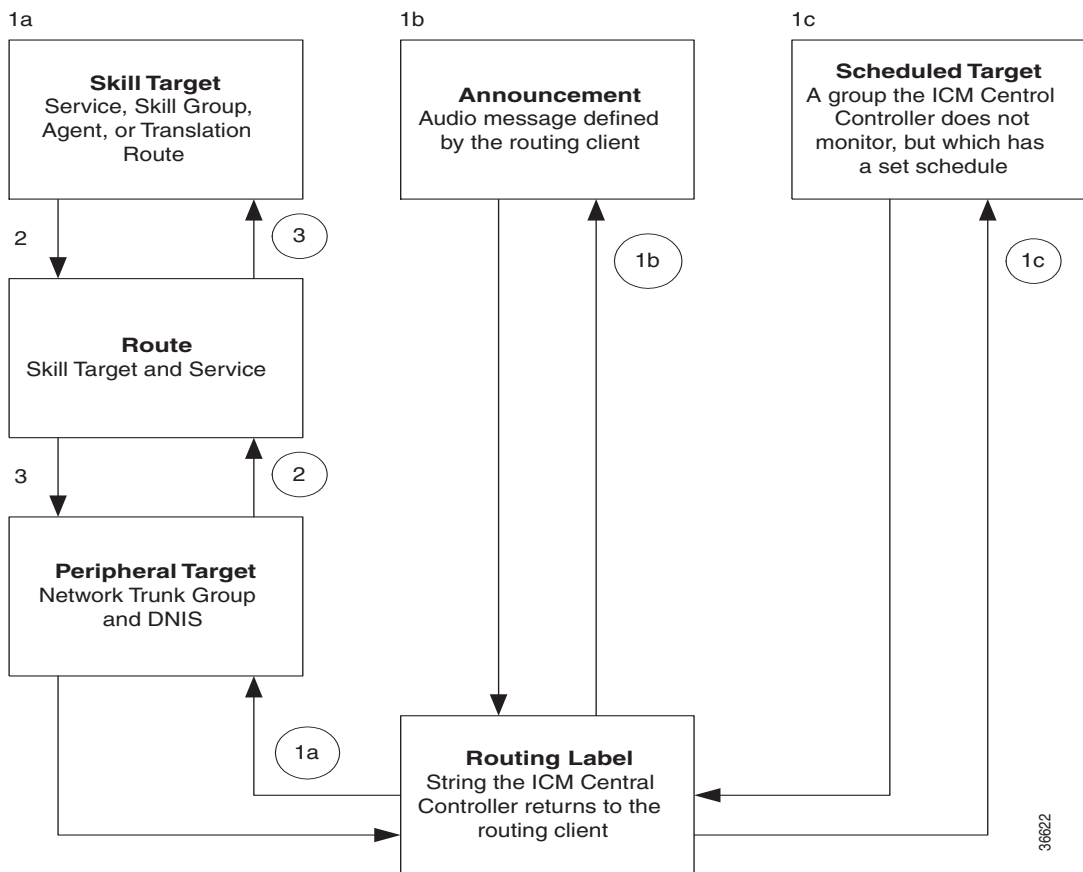 1a
1b
1c
Skill Target
Service, Skill Group,
Agent, or Translation
Route
Announcement
Audio message defined
by the routing client
Scheduled Target
A group the ICM Centrol
Controller does not
monitor, but which has
a set schedule
2
3
1b
1c
Route
Skill Target and Service
3
2
Peripheral Target
Network Trunk Group
and DNIS
1a
Routing Label
String the ICM Central
Controller returns to the
routing client
36622